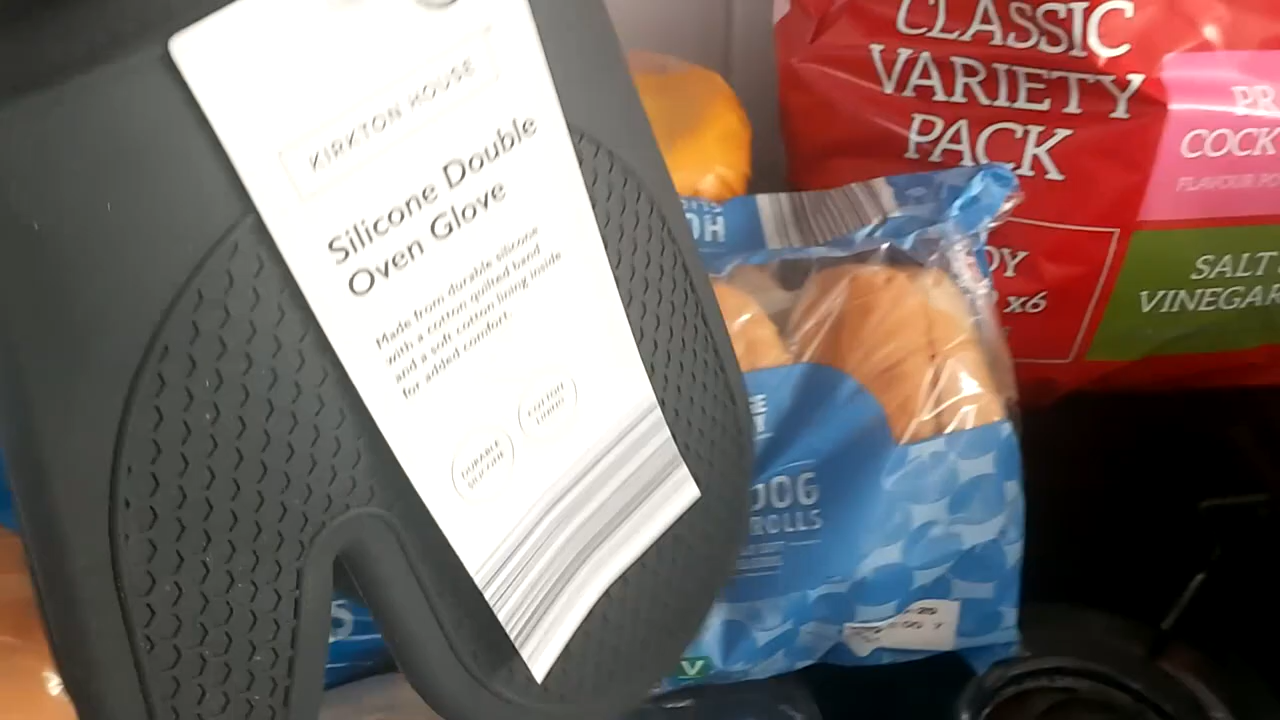 KIRKTON HOUSE
Silicone Double
Oven Glove
Made from durable silicone
with a cotton quilted band
and a soft cotton lining inside
for added comfort.
DURABLE
SILICONE
COTTON
LINING
CLASSIC
VARIETY
PACK
PR
COCK
SALT
VINEGAR
x6
DOG
ROLLS
V